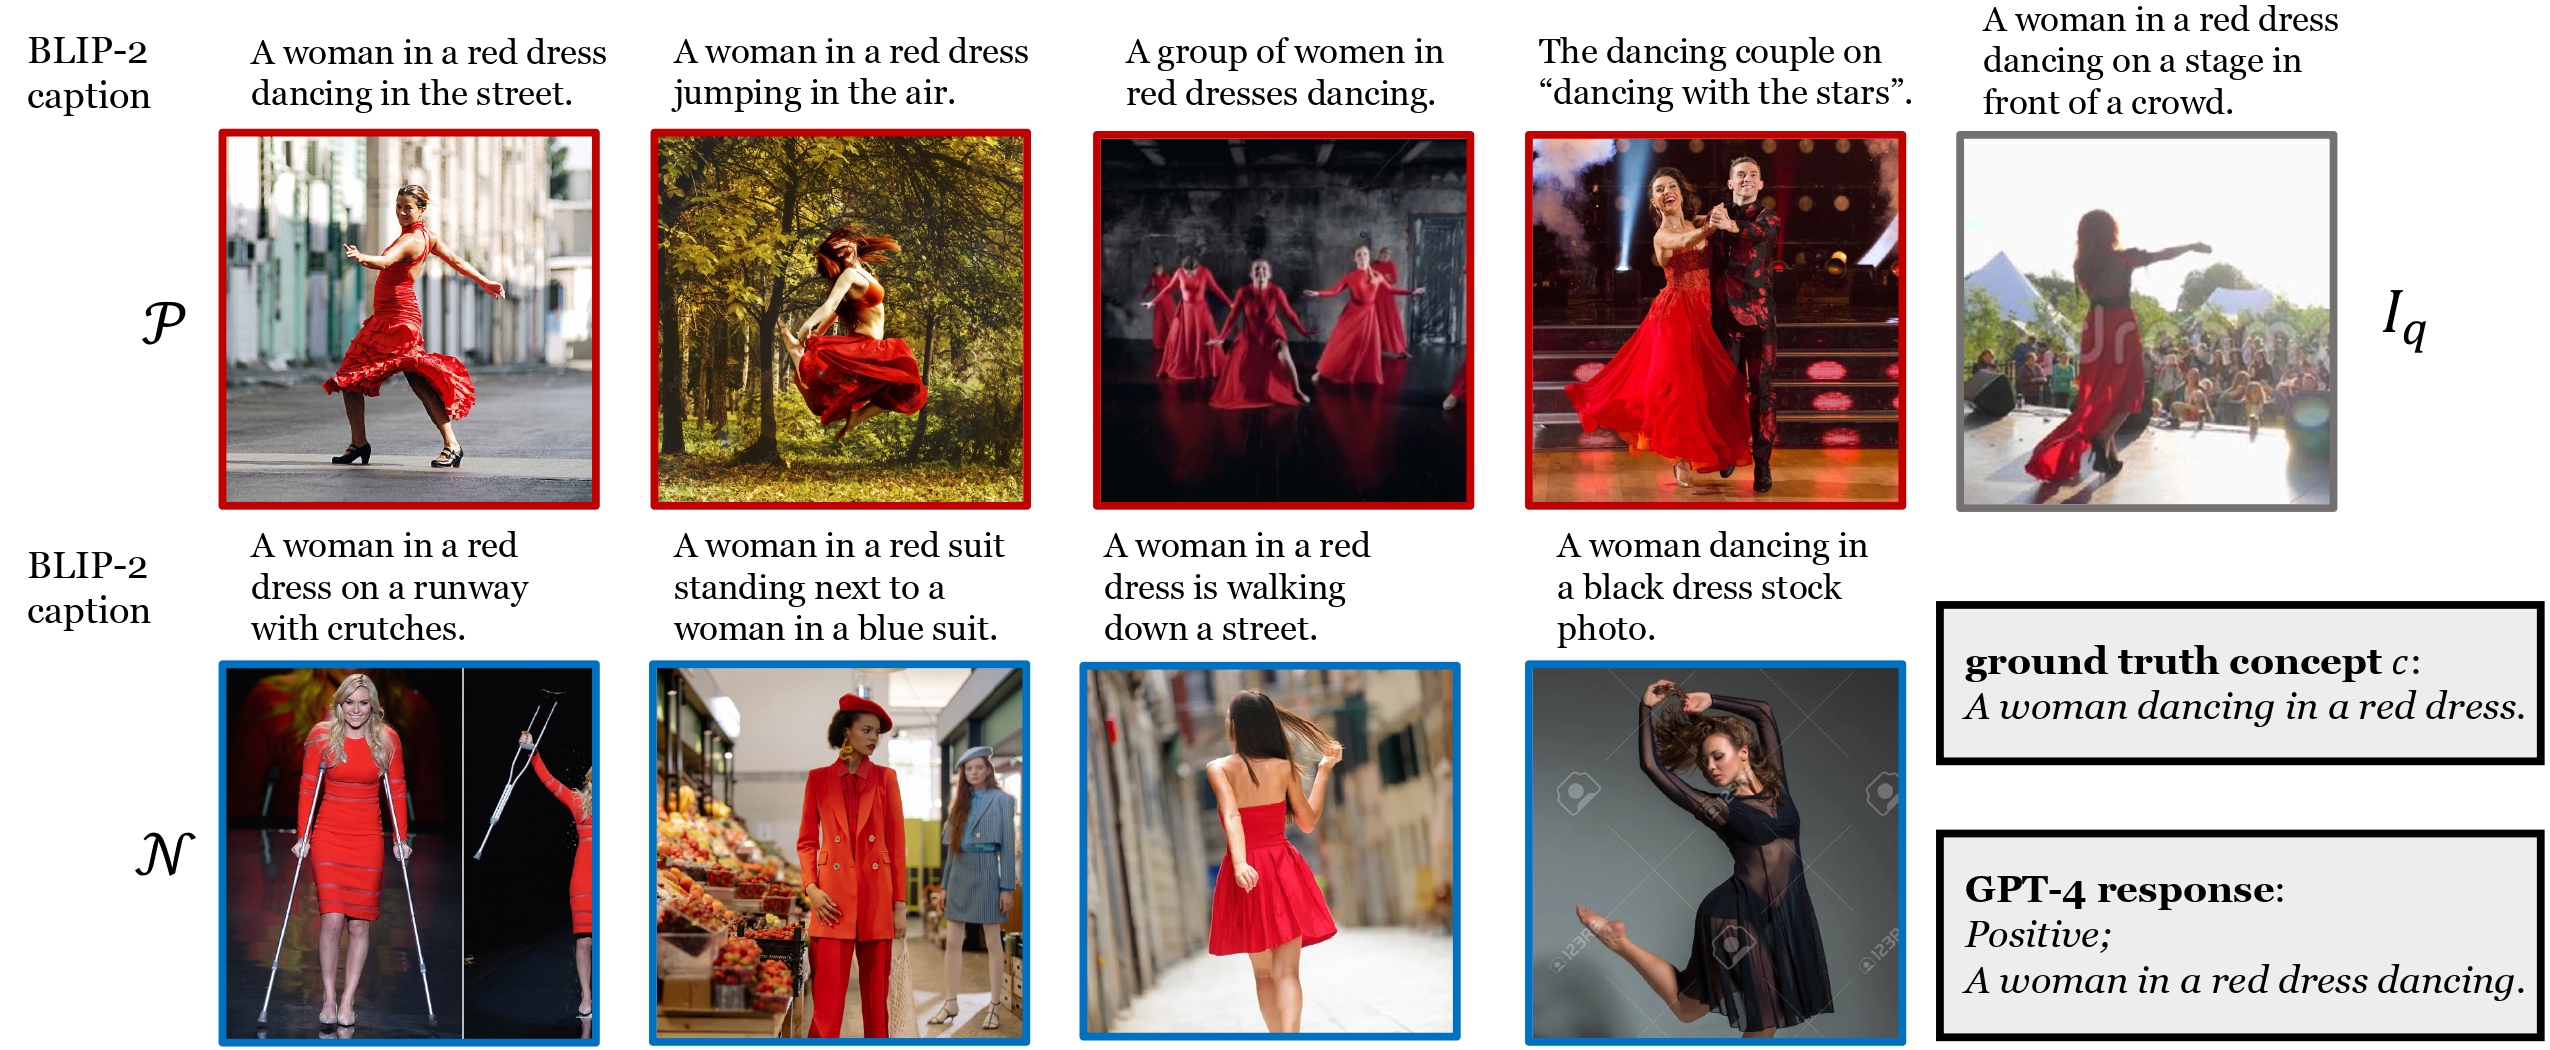 BLIP-2
caption
A woman in a red dress
dancing in the street.
A woman in a red dress
jumping in the air.
A group of women in
red dresses dancing.
The dancing couple on
“dancing with the stars”.
A woman in a red dress
dancing on a stage in
front of a crowd.
𝒫
I_q
BLIP-2
caption
A woman in a red
dress on a runway
with crutches.
A woman in a red suit
standing next to a
woman in a blue suit.
A woman in a red
dress is walking
down a street.
A woman dancing in
a black dress stock
photo.
𝒩
123R
123R
ground truth concept c:
A woman dancing in a red dress.
GPT-4 response:
Positive;
A woman in a red dress dancing.